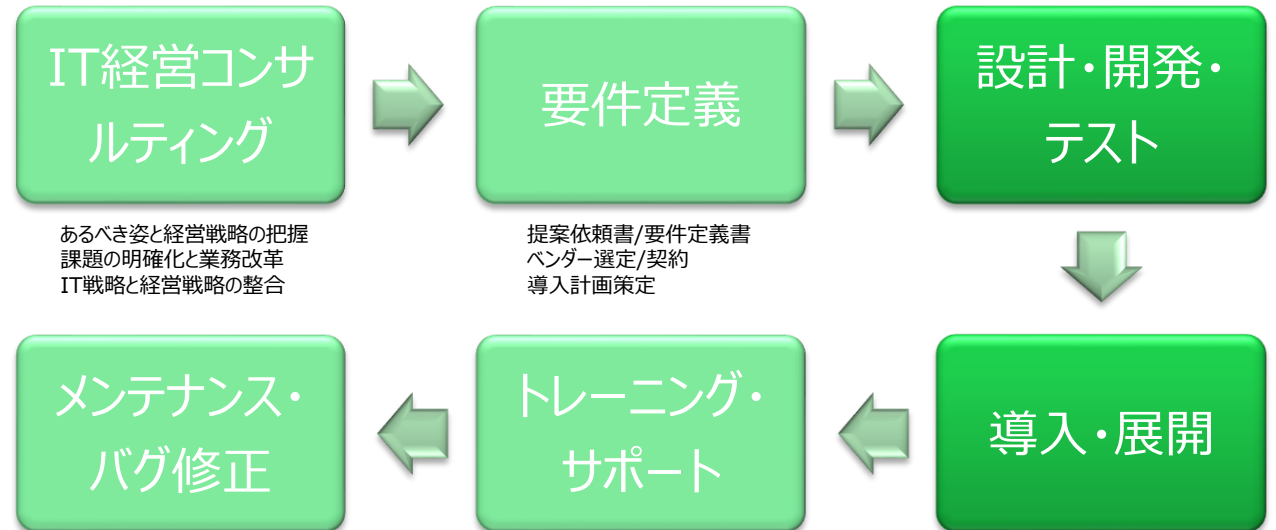 IT経営コンサ
ルティング
要件定義
設計・開発・
テスト
あるべき姿と経営戦略の把握
課題の明確化と業務改革
IT戦略と経営戦略の整合
提案依頼書/要件定義書
ベンダー選定/契約
導入計画策定
メンテナンス・
バグ修正
トレーニング・
サポート
導入・展開